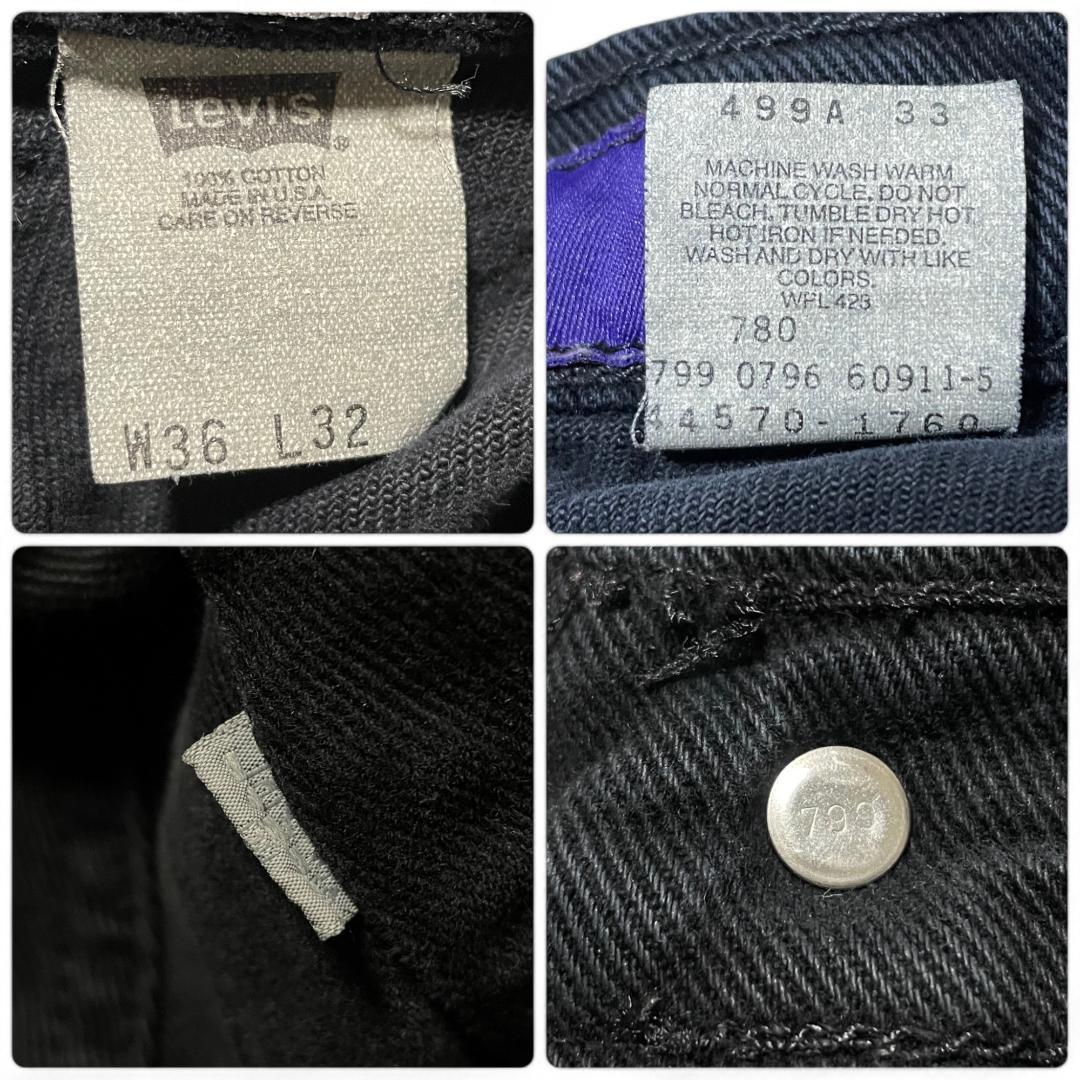 Levi's ®
100% COTTON
MADE IN U.S.A.
CARE ON REVERSE
W36 L32
499A 33
MACHINE WASH WARM
NORMAL CYCLE. DO NOT
BLEACH. TUMBLE DRY HOT
HOT IRON IF NEEDED.
WASH AND DRY WITH LIKE
COLORS.
WPL 423
780
799 0796 60911-5
44570-1760
799